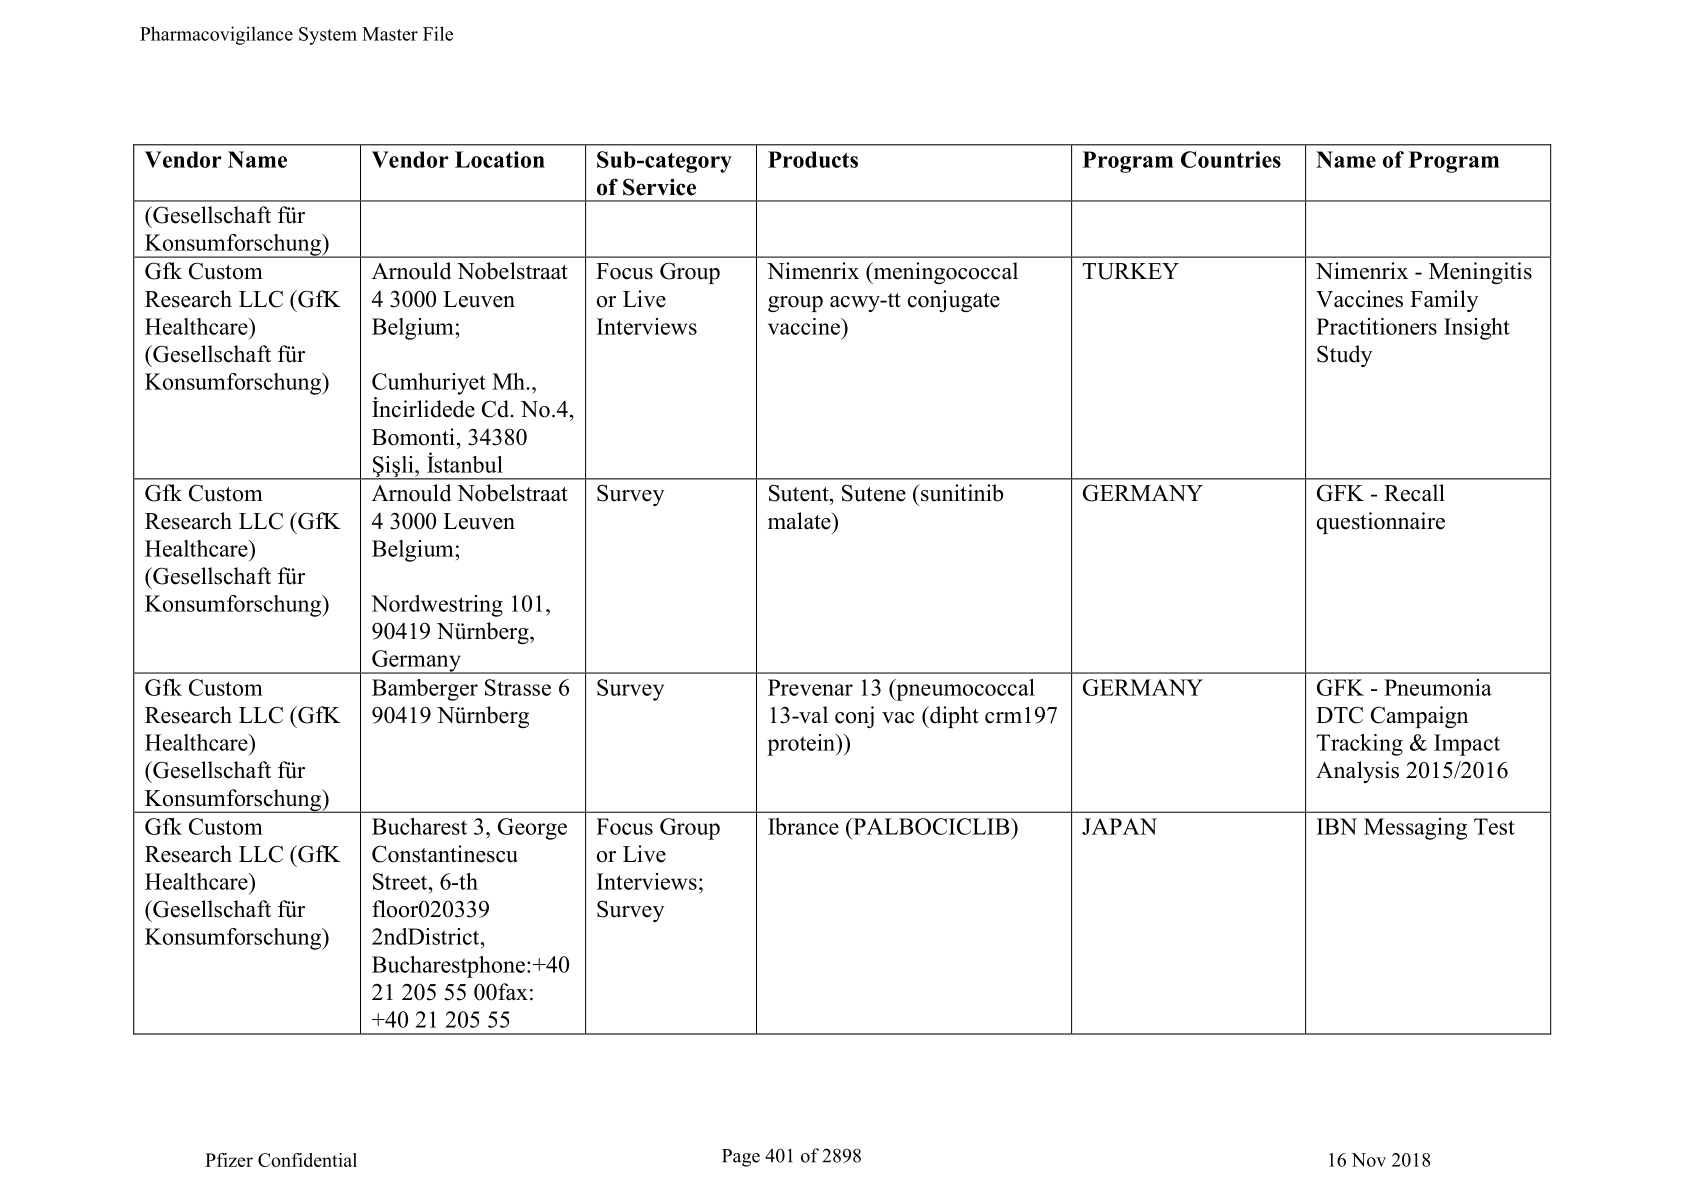 Pharmacovigilance System Master File
Vendor Name
Vendor Location
Sub-category
of Service
Products
Program Countries
Name of Program
(Gesellschaft für
Konsumforschung)
Gfk Custom
Research LLC (GfK
Healthcare)
(Gesellschaft für
Konsumforschung)
Arnould Nobelstraat
4 3000 Leuven
Belgium;
Cumhuriyet Mh.,
İncirlidede Cd. No.4,
Bomonti, 34380
Şişli, İstanbul
Focus Group
or Live
Interviews
Nimenrix (meningococcal
group acwy-tt conjugate
vaccine)
TURKEY
Nimenrix - Meningitis
Vaccines Family
Practitioners Insight
Study
Gfk Custom
Research LLC (GfK
Healthcare)
(Gesellschaft für
Konsumforschung)
Arnould Nobelstraat
4 3000 Leuven
Belgium;
Nordwestring 101,
90419 Nürnberg,
Germany
Survey
Sutent, Sutene (sunitinib
malate)
GERMANY
GFK - Recall
questionnaire
Gfk Custom
Research LLC (GfK
Healthcare)
(Gesellschaft für
Konsumforschung)
Bamberger Strasse 6
90419 Nürnberg
Survey
Prevenar 13 (pneumococcal
13-val conj vac (dipht crm197
protein))
GERMANY
GFK - Pneumonia
DTC Campaign
Tracking & Impact
Analysis 2015/2016
Gfk Custom
Research LLC (GfK
Healthcare)
(Gesellschaft für
Konsumforschung)
Bucharest 3, George
Constantinescu
Street, 6-th
floor020339
2ndDistrict,
Bucharestphone:+40
21 205 55 00fax:
+40 21 205 55
Focus Group
or Live
Interviews;
Survey
Ibrance (PALBOCICLIB)
JAPAN
IBN Messaging Test
Pfizer Confidential
Page 401 of 2898
16 Nov 2018